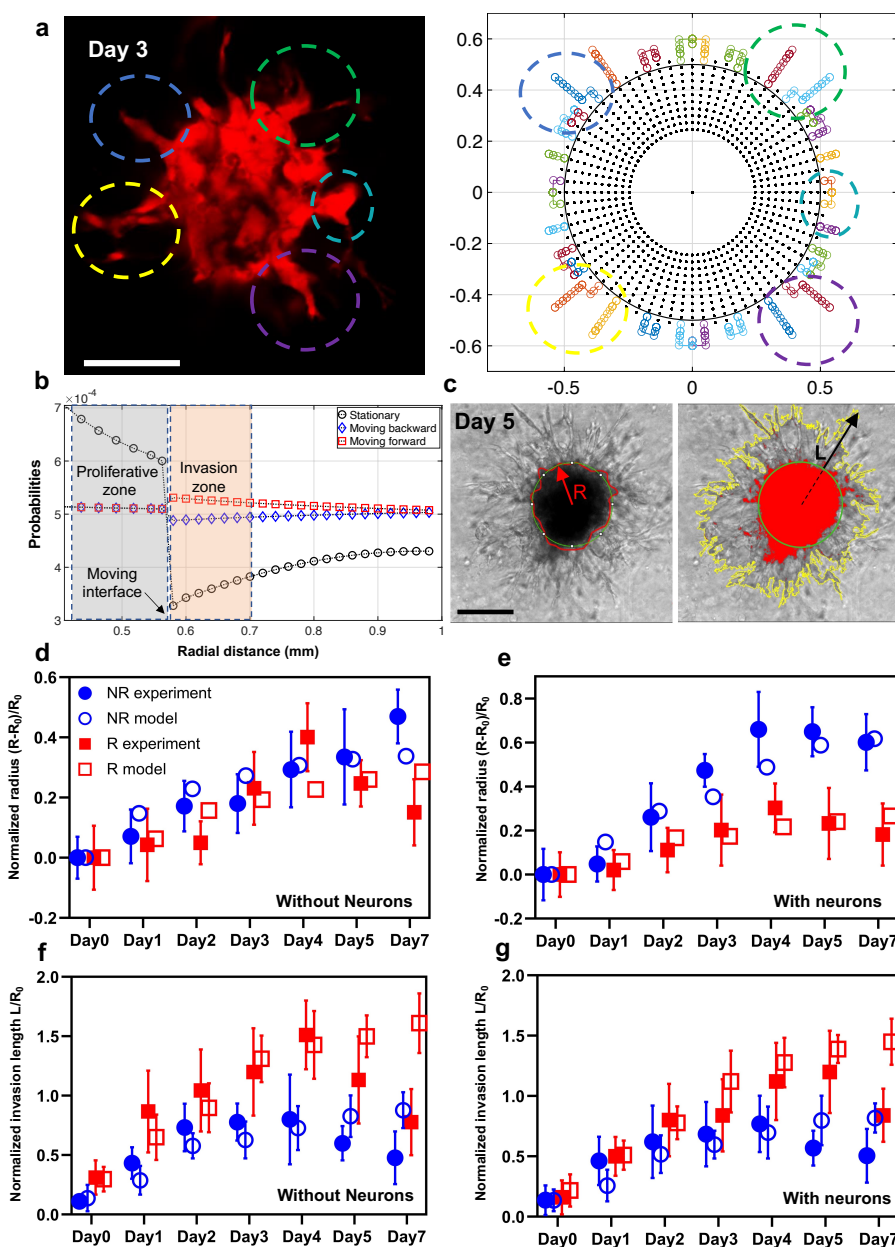 a
Day 3
0.6
0.4
0.2
0
-0.2
-0.4
-0.6
-0.5
0
0.5
b
×10⁻⁴
7
6
5
4
3
Probabilities
Stationary
Moving backward
Moving forward
Proliferative
zone
Invasion
zone
Moving
interface
0.5
0.6
0.7
0.8
0.9
1
Radial distance (mm)
c
Day 5
R
L
d
Normalized radius (R-R₀)/R₀
0.6
0.4
0.2
0.0
-0.2
NR experiment
NR model
R experiment
R model
Without Neurons
Day0 Day1 Day2 Day3 Day4 Day5 Day7
e
Normalized radius (R-R₀)/R₀
0.8
0.6
0.4
0.2
0.0
-0.2
With neurons
Day0 Day1 Day2 Day3 Day4 Day5 Day7
f
Normalized invasion length L/R₀
2.0
1.5
1.0
0.5
0.0
Without Neurons
Day0 Day1 Day2 Day3 Day4 Day5 Day7
g
Normalized invasion length L/R₀
2.0
1.5
1.0
0.5
0.0
With neurons
Day0 Day1 Day2 Day3 Day4 Day5 Day7